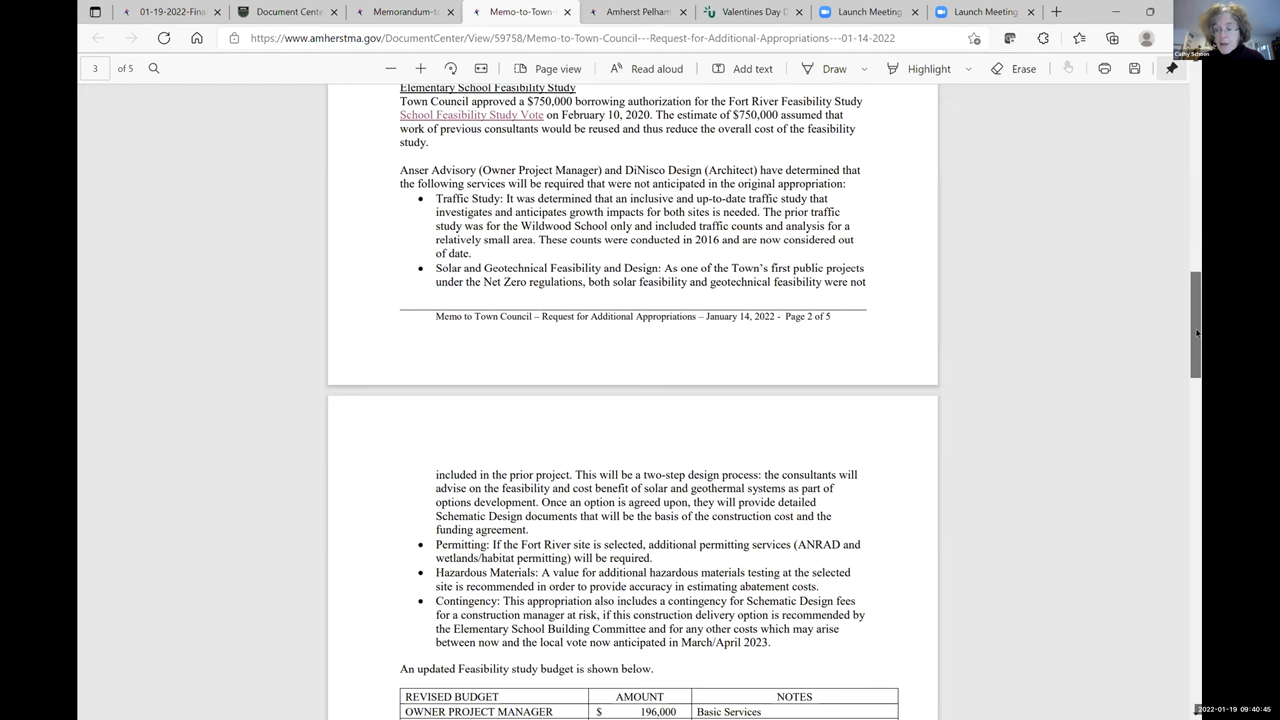 01-19-2022-Fina
Document Cente
Memorandum-to
Memo-to-Town-
Amherst Pelham
Valentines Day D
Launch Meeting
Launch Meeting
https://www.amherstma.gov/DocumentCenter/View/59758/Memo-to-Town-Council---Request-for-Additional-Appropriations---01-14-2022
Cathy Schoen
3 of 5
Page view
Read aloud
Add text
Draw
Highlight
Erase
Elementary School Feasibility Study
Town Council approved a $750,000 borrowing authorization for the Fort River Feasibility Study
School Feasibility Study Vote on February 10, 2020. The estimate of $750,000 assumed that
work of previous consultants would be reused and thus reduce the overall cost of the feasibility
study.
Anser Advisory (Owner Project Manager) and DiNisco Design (Architect) have determined that
the following services will be required that were not anticipated in the original appropriation:
• Traffic Study: It was determined that an inclusive and up-to-date traffic study that
investigates and anticipates growth impacts for both sites is needed. The prior traffic
study was for the Wildwood School only and included traffic counts and analysis for a
relatively small area. These counts were conducted in 2016 and are now considered out
of date.
• Solar and Geotechnical Feasibility and Design: As one of the Town's first public projects
under the Net Zero regulations, both solar feasibility and geotechnical feasibility were not
Memo to Town Council – Request for Additional Appropriations – January 14, 2022 - Page 2 of 5
included in the prior project. This will be a two-step design process: the consultants will
advise on the feasibility and cost benefit of solar and geothermal systems as part of
options development. Once an option is agreed upon, they will provide detailed
Schematic Design documents that will be the basis of the construction cost and the
funding agreement.
• Permitting: If the Fort River site is selected, additional permitting services (ANRAD and
wetlands/habitat permitting) will be required.
• Hazardous Materials: A value for additional hazardous materials testing at the selected
site is recommended in order to provide accuracy in estimating abatement costs.
• Contingency: This appropriation also includes a contingency for Schematic Design fees
for a construction manager at risk, if this construction delivery option is recommended by
the Elementary School Building Committee and for any other costs which may arise
between now and the local vote now anticipated in March/April 2023.
An updated Feasibility study budget is shown below.
REVISED BUDGET AMOUNT NOTES
OWNER PROJECT MANAGER $ 196,000 Basic Services
2022-01-19 09:40:45